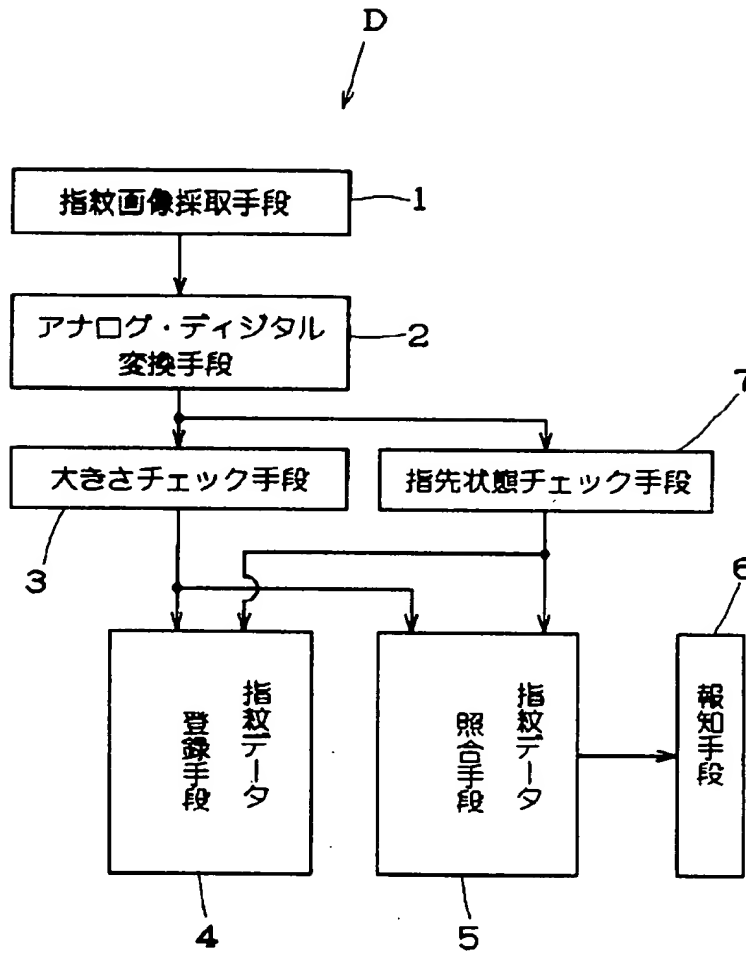 D
指紋画像採取手段
1
アナログ・ディジタル
変換手段
2
7
大きさチェック手段
3
指先状態チェック手段
6
指紋データ
登録手段
4
指紋データ
照合手段
5
報知手段